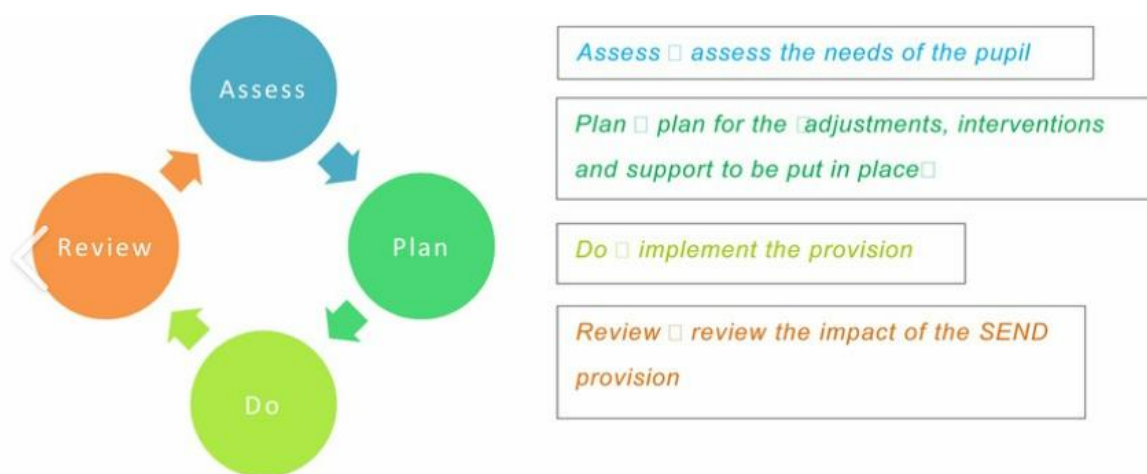 Assess
Plan
Do
Review
Assess □ assess the needs of the pupil
Plan □ plan for the □adjustments, interventions
and support to be put in place□
Do □ implement the provision
Review □ review the impact of the SEND
provision